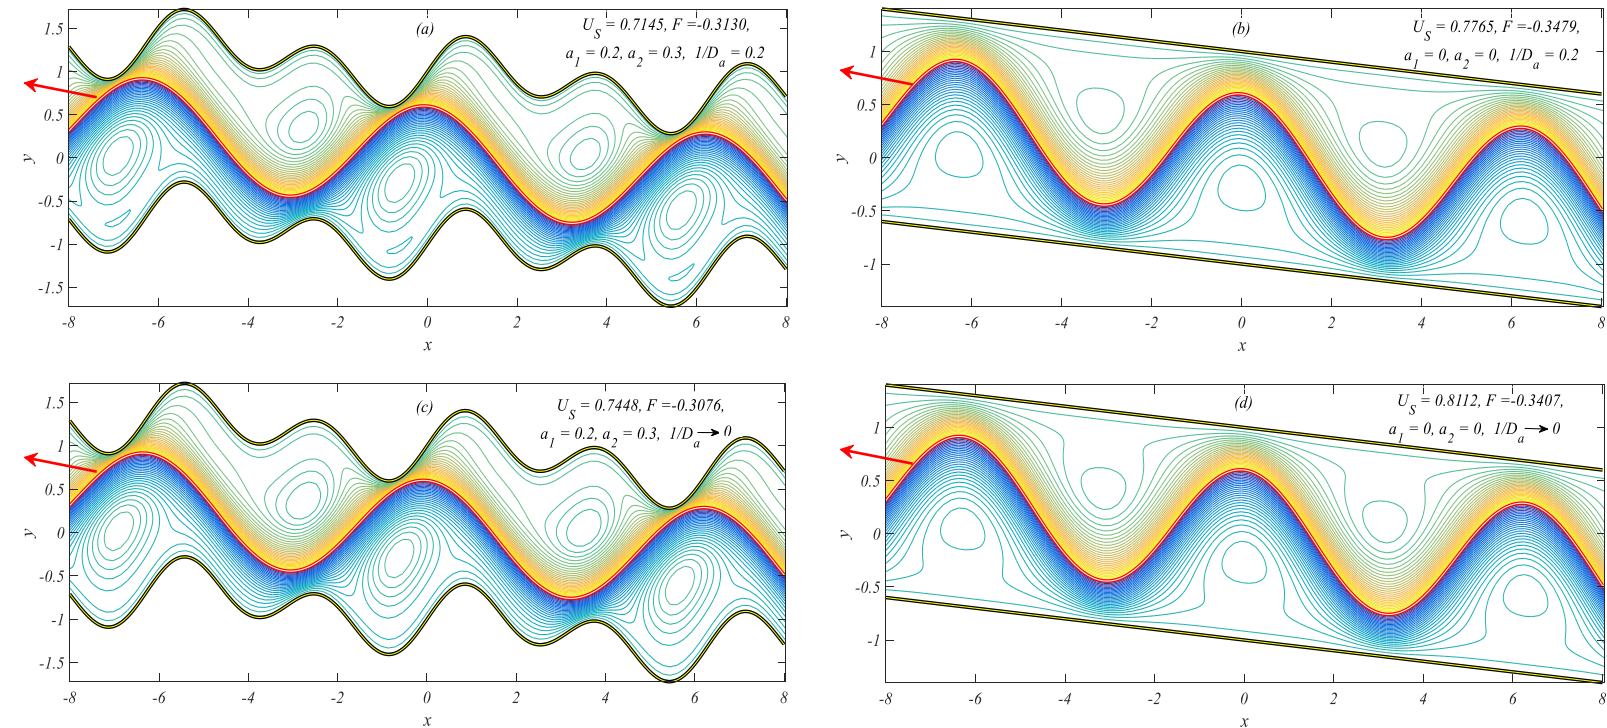 (a)
U_S = 0.7145, F =-0.3130,
a_1 = 0.2, a_2 = 0.3, 1/D_a = 0.2
1.5
1
0.5
0
-0.5
-1
-1.5
y
-8 -6 -4 -2 0 2 4 6 8
x
(b)
U_S = 0.7765, F =-0.3479,
a_1 = 0, a_2 = 0, 1/D_a = 0.2
1
0.5
0
-0.5
-1
y
-8 -6 -4 -2 0 2 4 6 8
x
(c)
U_S = 0.7448, F =-0.3076,
a_1 = 0.2, a_2 = 0.3, 1/D_a → 0
1.5
1
0.5
0
-0.5
-1
-1.5
y
-8 -6 -4 -2 0 2 4 6 8
x
(d)
U_S = 0.8112, F =-0.3407,
a_1 = 0, a_2 = 0, 1/D_a → 0
1
0.5
0
-0.5
-1
y
-8 -6 -4 -2 0 2 4 6 8
x